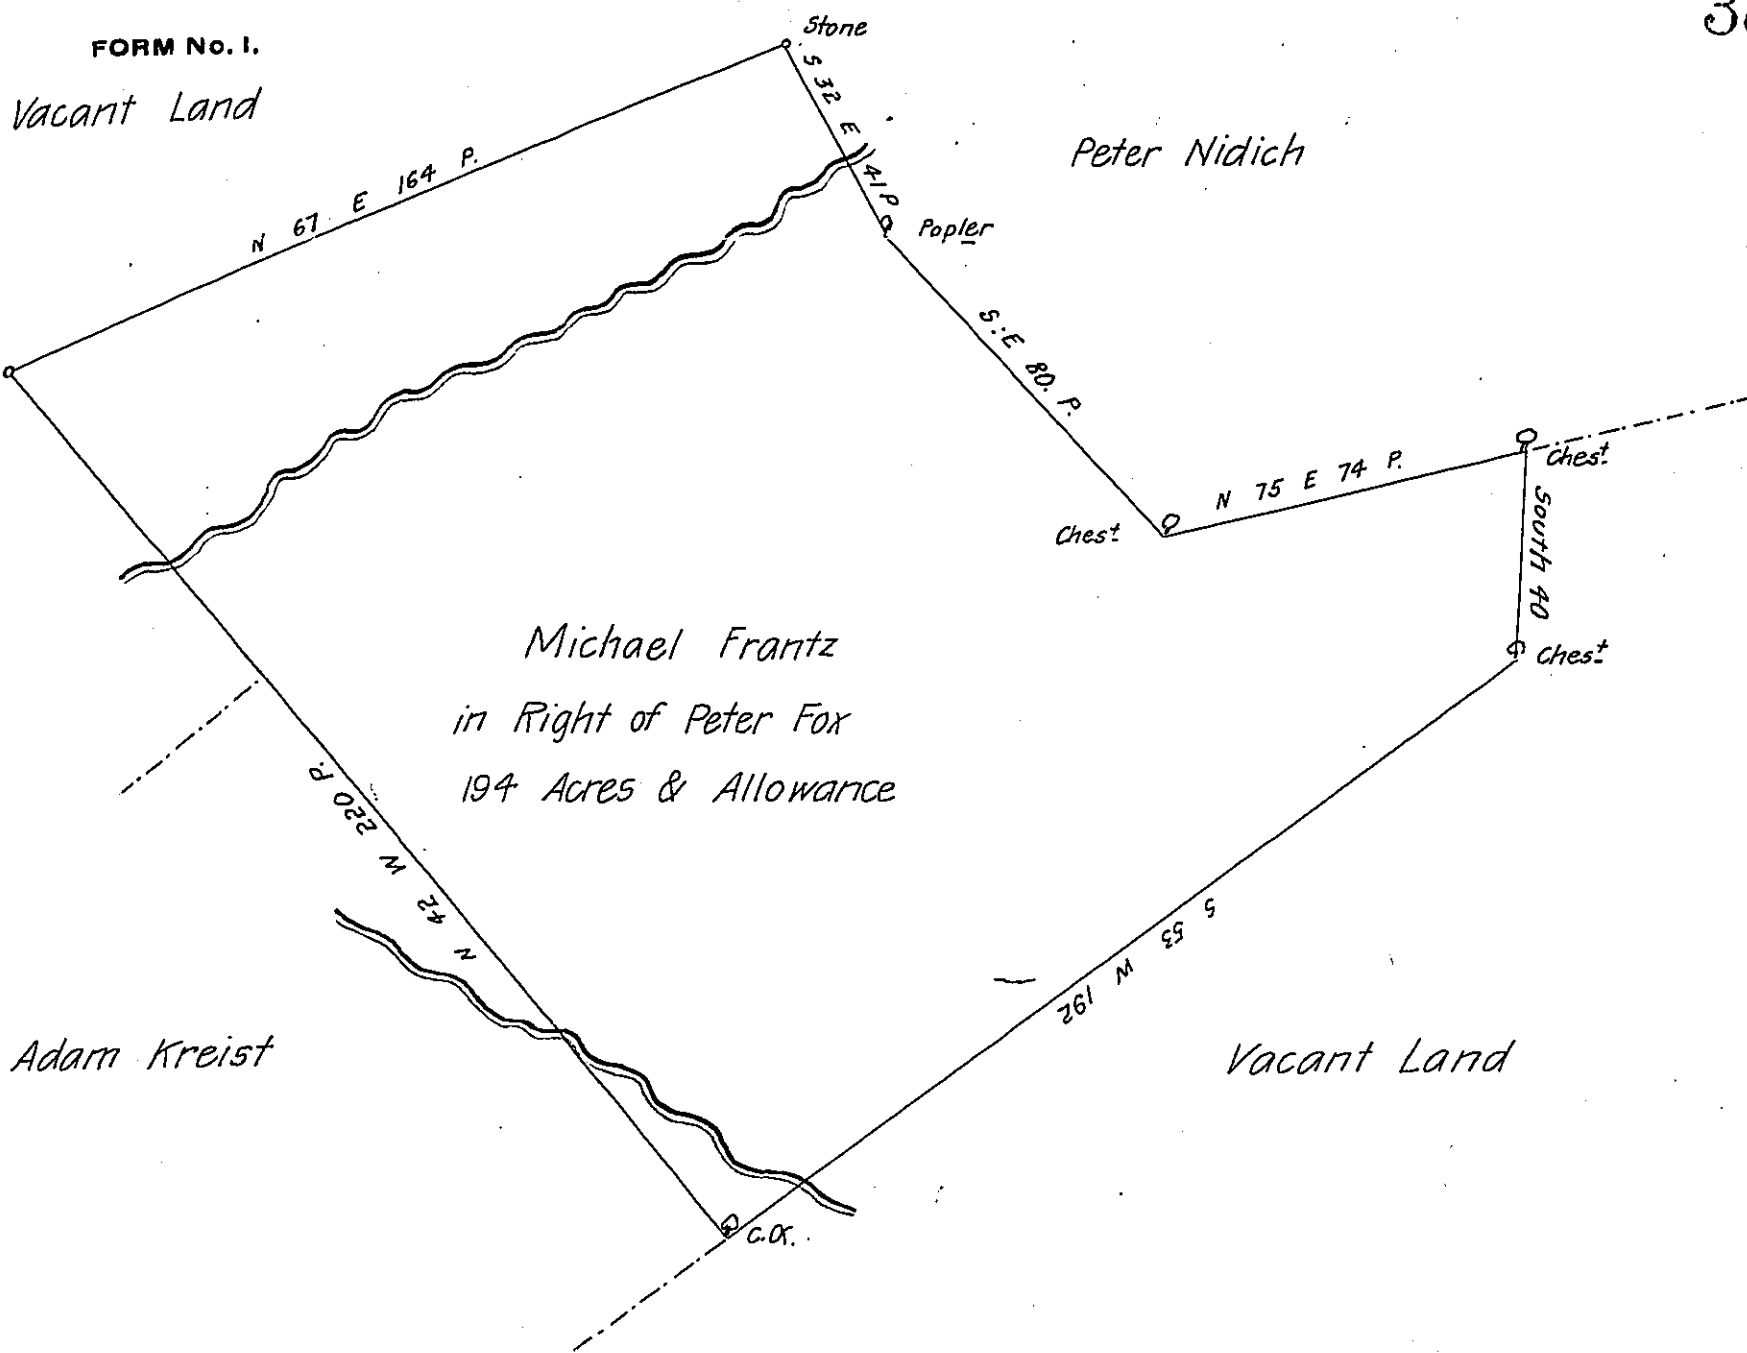 FORM No. 1.
Stone
Vacant Land
N 67 E 164 P.
S 32 E 41 P
Peter Nidich
Popler
S:E 80. P.
N 75 E 74 P.
Chest
Chest
South 40
Chest
Michael Frantz
in Right of Peter Fox
194 Acres & Allowance
N 42 W 220 P.
S 53 W 192
Adam Kreist
Vacant Land